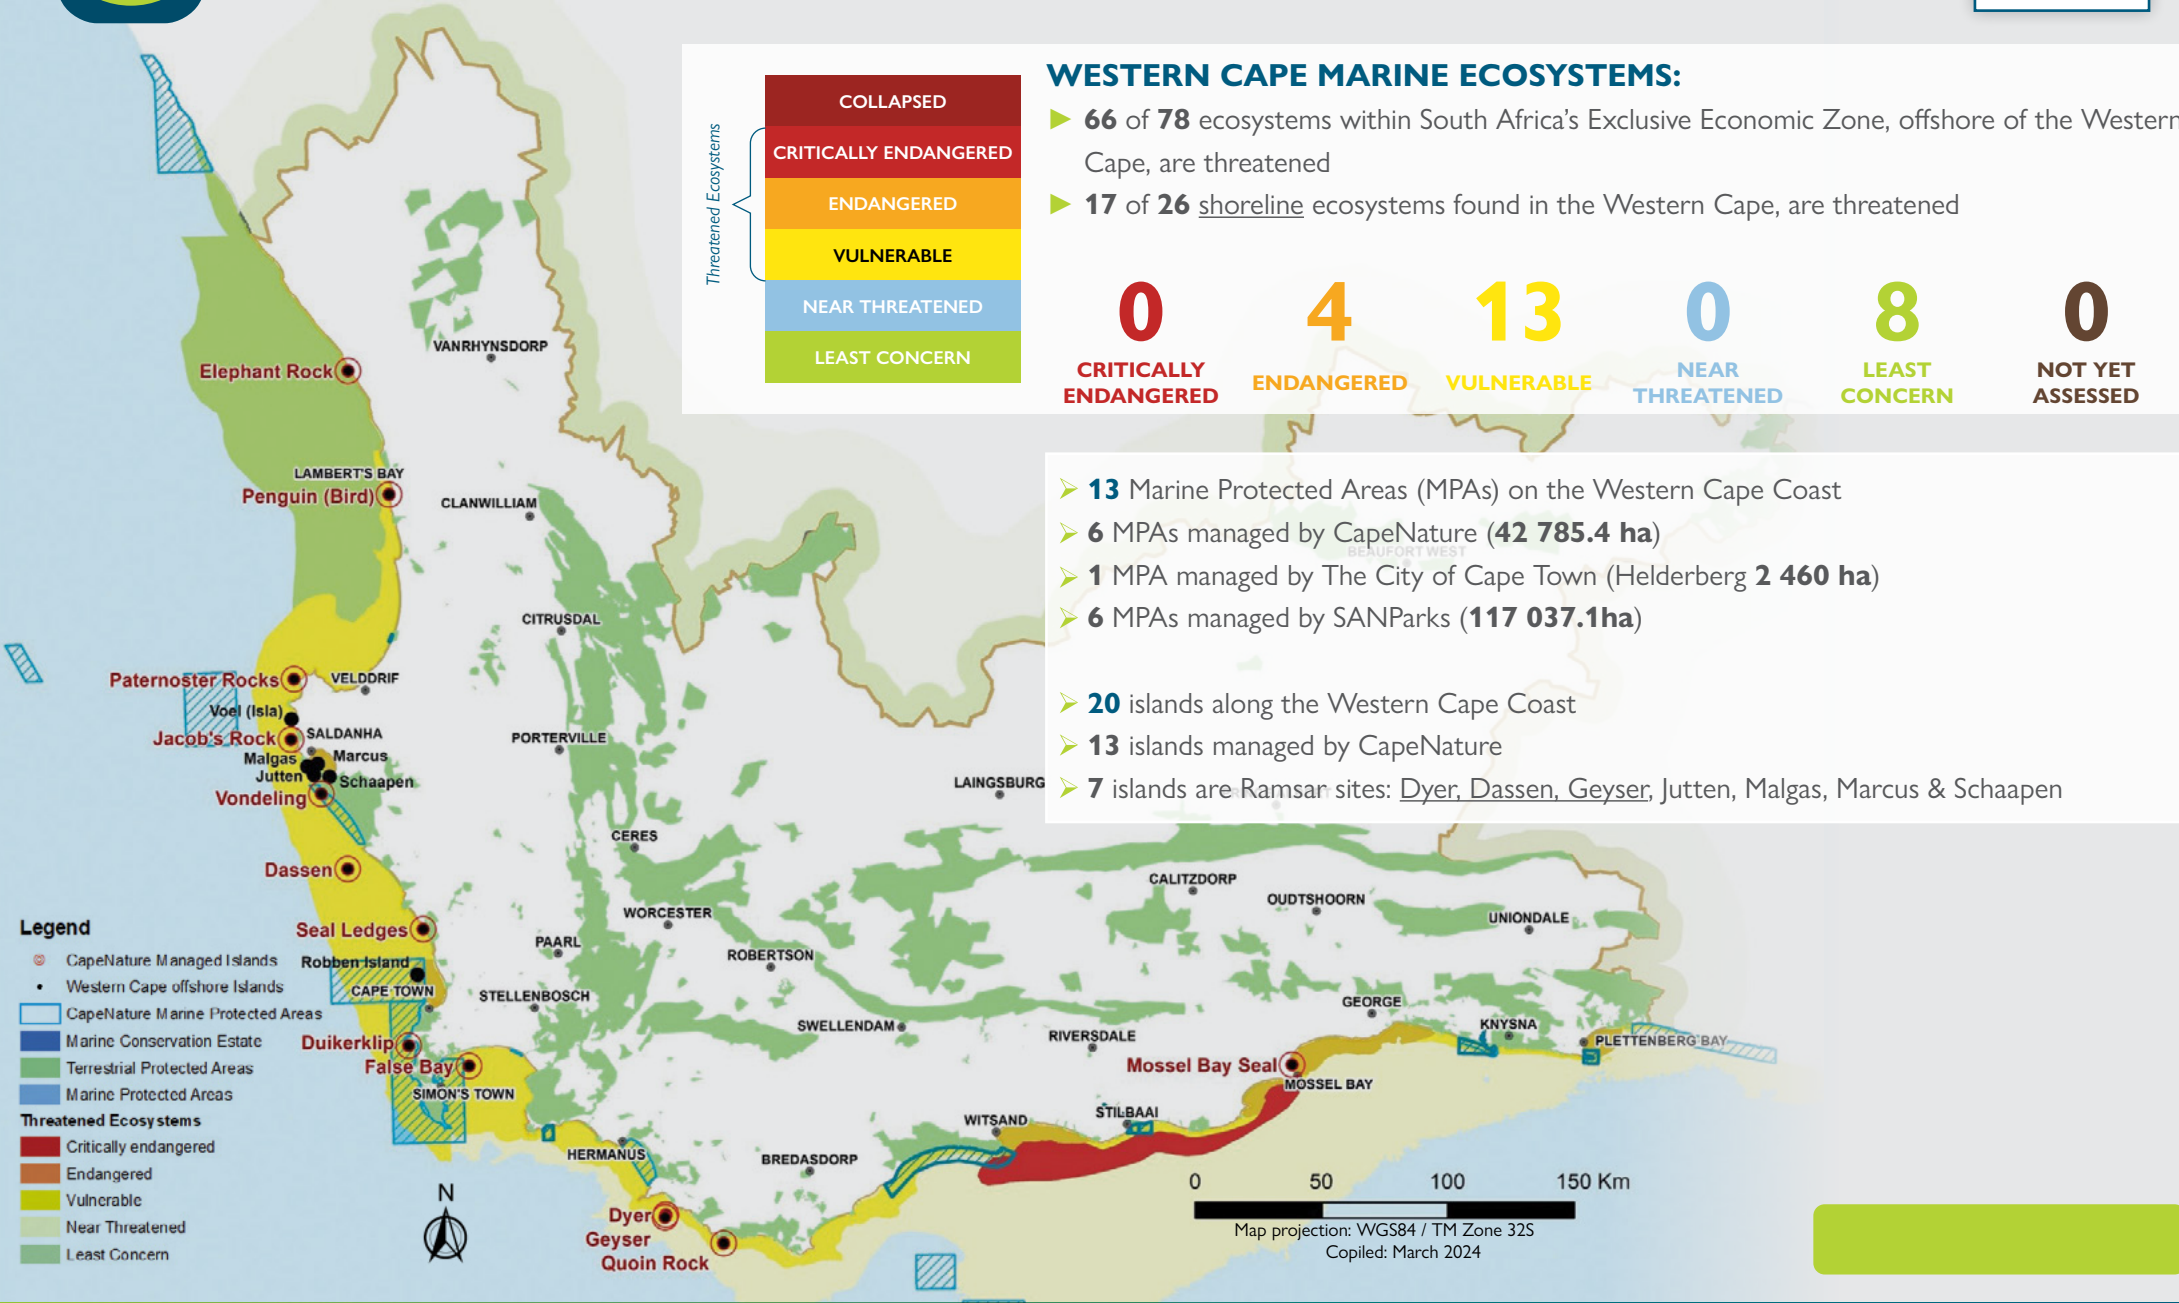 WESTERN CAPE MARINE ECOSYSTEMS:
66 of 78 ecosystems within South Africa's Exclusive Economic Zone, offshore of the Western
Cape, are threatened
17 of 26 shoreline ecosystems found in the Western Cape, are threatened
Threatened Ecosystems
COLLAPSED
CRITICALLY ENDANGERED
ENDANGERED
VULNERABLE
NEAR THREATENED
LEAST CONCERN
0 4 13 0 8 0
CRITICALLY ENDANGERED
ENDANGERED
VULNERABLE
NEAR THREATENED
LEAST CONCERN
NOT YET ASSESSED
13 Marine Protected Areas (MPAs) on the Western Cape Coast
6 MPAs managed by CapeNature (42 785.4 ha)
BEAUFORT WEST
1 MPA managed by The City of Cape Town (Helderberg 2 460 ha)
6 MPAs managed by SANParks (117 037.1ha)
20 islands along the Western Cape Coast
13 islands managed by CapeNature
7 islands are Ramsar sites: Dyer, Dassen, Geyser, Jutten, Malgas, Marcus & Schaapen
VANRHYNSDORP
Elephant Rock
LAMBERT'S BAY
Penguin (Bird)
CLANWILLIAM
CITRUSDAL
Paternoster Rocks
VELDDRIF
Voel (Isla)
Jacob's Rock
SALDANHA
PORTERVILLE
Malgas
Marcus
Jutten
Schaapen
Vondeling
LAINGSBURG
CERES
Dassen
CALITZDORP
OUDTSHOORN
WORCESTER
UNIONDALE
Seal Ledges
PAARL
ROBERTSON
Robben Island
CAPE TOWN
STELLENBOSCH
GEORGE
SWELLENDAM
RIVERSDALE
KNYSNA
PLETTENBERG BAY
Duikerklip
False Bay
Mossel Bay Seal
MOSSEL BAY
SIMON'S TOWN
WITSAND
STILBAAI
HERMANUS
BREDASDORP
Dyer
Geyser
Quoin Rock
Legend
CapeNature Managed Islands
Western Cape offshore Islands
CapeNature Marine Protected Areas
Marine Conservation Estate
Terrestrial Protected Areas
Marine Protected Areas
Threatened Ecosystems
Critically endangered
Endangered
Vulnerable
Near Threatened
Least Concern
N
0 50 100 150 Km
Map projection: WGS84 / TM Zone 32S
Copiled: March 2024